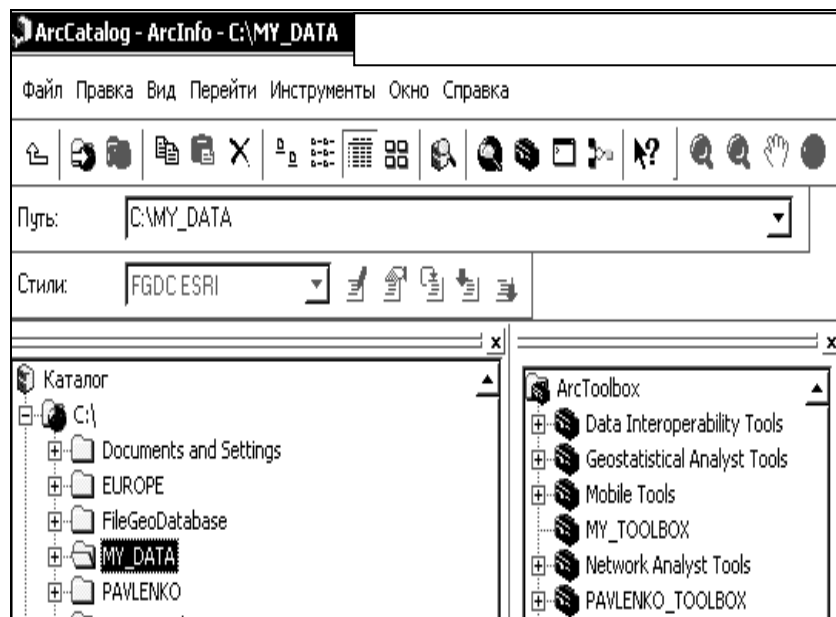 ArcCatalog - ArcInfo - C:\MY_DATA
Файл Правка Вид Перейти Инструменты Окно Справка
Путь: C:\MY_DATA
Стили: FGDC ESRI
Каталог
C:\
Documents and Settings
EUROPE
FileGeoDatabase
MY_DATA
PAVLENKO
ArcToolbox
Data Interoperability Tools
Geostatistical Analyst Tools
Mobile Tools
MY_TOOLBOX
Network Analyst Tools
PAVLENKO_TOOLBOX